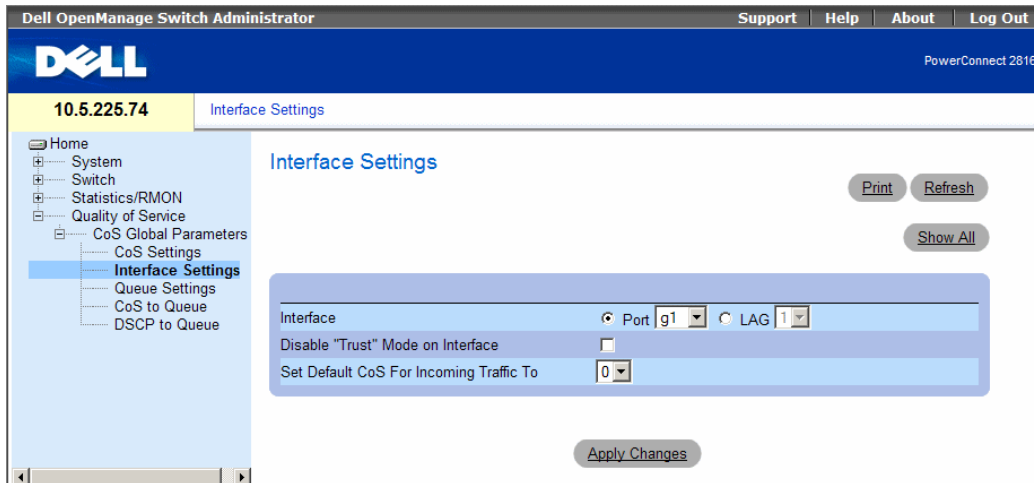 Dell OpenManage Switch Administrator Support Help About Log Out
DELL
PowerConnect 2816
10.5.225.74 Interface Settings
Home
System
Switch
Statistics/RMON
Quality of Service
CoS Global Parameters
CoS Settings
Interface Settings
Queue Settings
CoS to Queue
DSCP to Queue
Interface Settings
Print Refresh
Show All
Interface Port g1 LAG 1
Disable "Trust" Mode on Interface
Set Default CoS For Incoming Traffic To 0
Apply Changes